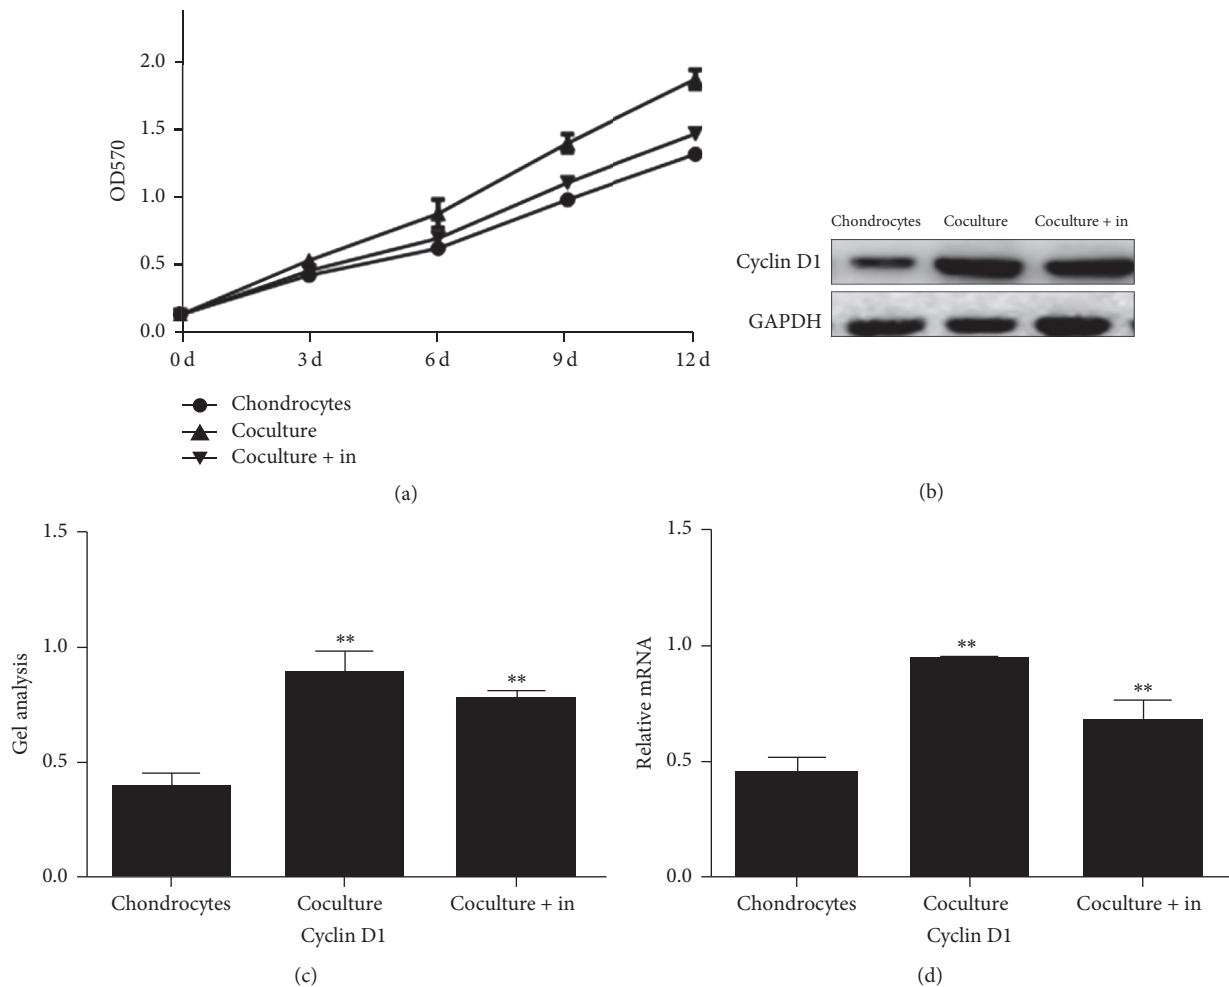 2.0
1.5
1.0
0.5
0.0
OD570
0 d 3 d 6 d 9 d 12 d
Chondrocytes
Coculture
Coculture + in
(a)
Chondrocytes Coculture Coculture + in
Cyclin D1
GAPDH
(b)
1.5
1.0
0.5
0.0
Gel analysis
**
**
Chondrocytes Coculture Coculture + in
Cyclin D1
(c)
1.5
1.0
0.5
0.0
Relative mRNA
**
**
Chondrocytes Coculture Coculture + in
Cyclin D1
(d)